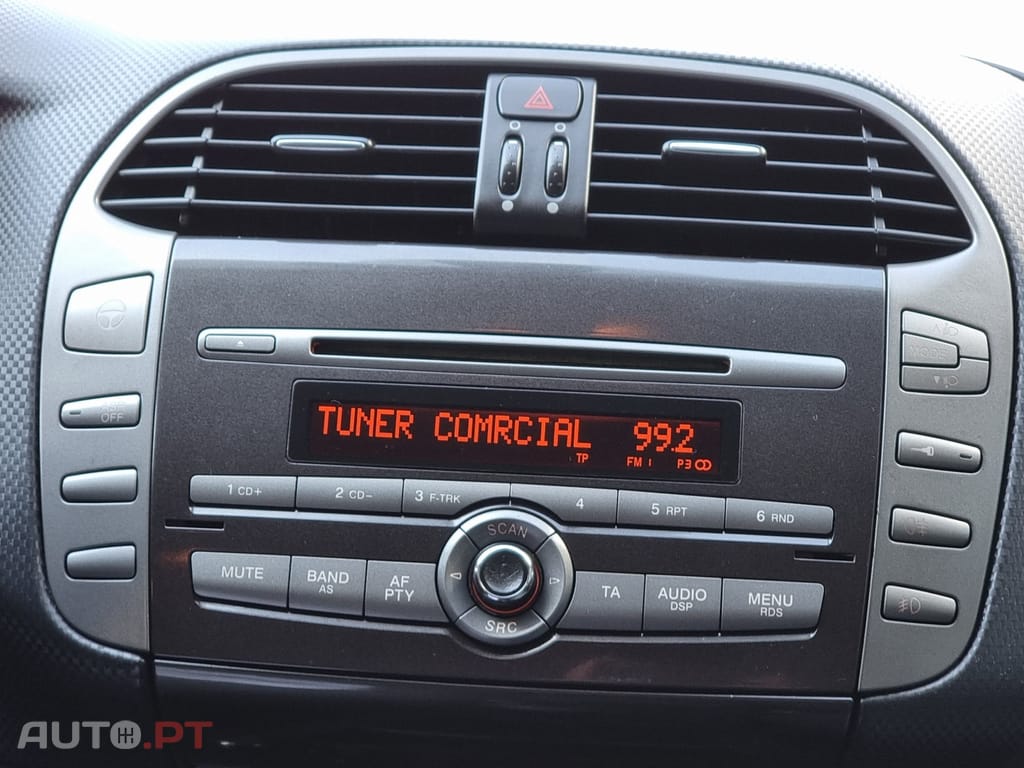 MODE
OFF
TUNER COMRCIAL 99.2
TP FM 1 P3
1 CD+ 2 CD- 3 F-TRK 4 5 RPT 6 RND
SCAN
MUTE BAND AS AF PTY TA AUDIO DSP MENU RDS
SRC
AUTO.PT